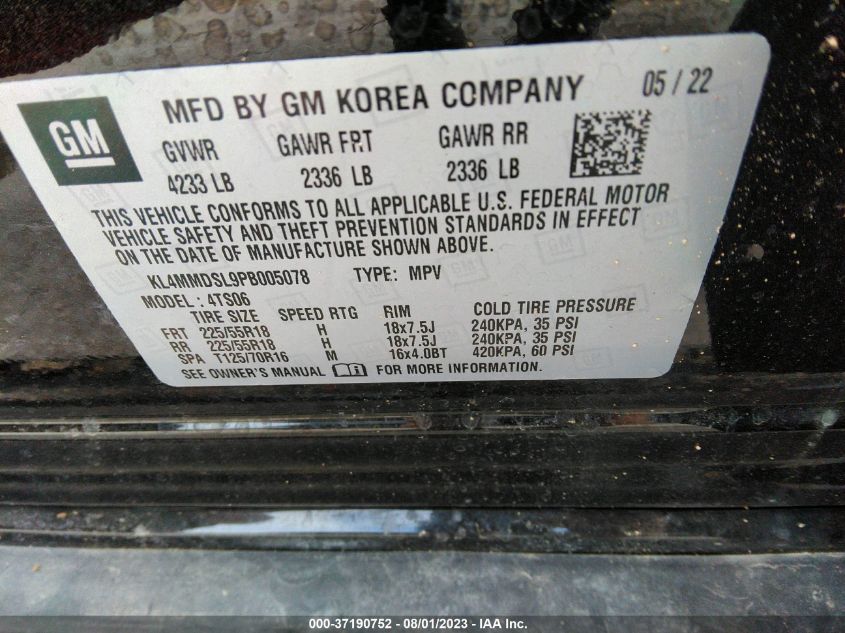 MFD BY GM KOREA COMPANY 05 / 22
GM
GVWR GAWR FRT GAWR RR
4233 LB 2336 LB 2336 LB
THIS VEHICLE CONFORMS TO ALL APPLICABLE U.S. FEDERAL MOTOR
VEHICLE SAFETY AND THEFT PREVENTION STANDARDS IN EFFECT
ON THE DATE OF MANUFACTURE SHOWN ABOVE.
KL4MMDSL9PB005078 TYPE: MPV
MODEL: 4TS06
TIRE SIZE SPEED RTG RIM COLD TIRE PRESSURE
FRT 225/55R18 H 18x7.5J 240KPA, 35 PSI
RR 225/55R18 H 18x7.5J 240KPA, 35 PSI
SPA T125/70R16 M 16x4.0BT 420KPA, 60 PSI
SEE OWNER'S MANUAL FOR MORE INFORMATION.
000-37190752 - 08/01/2023 - IAA Inc.